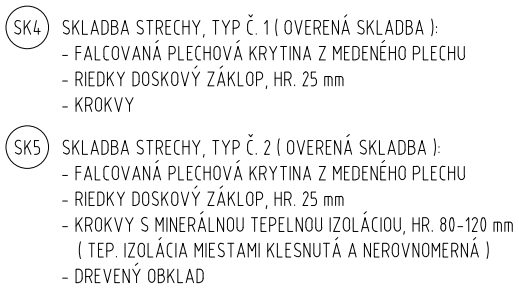 SK4 SKLADBA STRECHY, TYP Č. 1 ( OVERENÁ SKLADBA ):
- FALCOVANÁ PLECHOVÁ KRYTINA Z MEDENÉHO PLECHU
- RIEDKY DOSKOVÝ ZÁKLOP, HR. 25 mm
- KROKVY
SK5 SKLADBA STRECHY, TYP Č. 2 ( OVERENÁ SKLADBA ):
- FALCOVANÁ PLECHOVÁ KRYTINA Z MEDENÉHO PLECHU
- RIEDKY DOSKOVÝ ZÁKLOP, HR. 25 mm
- KROKVY S MINERÁLNOU TEPELNOU IZOLÁCIOU, HR. 80-120 mm
( TEP. IZOLÁCIA MIESTAMI KLESNUTÁ A NEROVNOMERNÁ )
- DREVENÝ OBKLAD